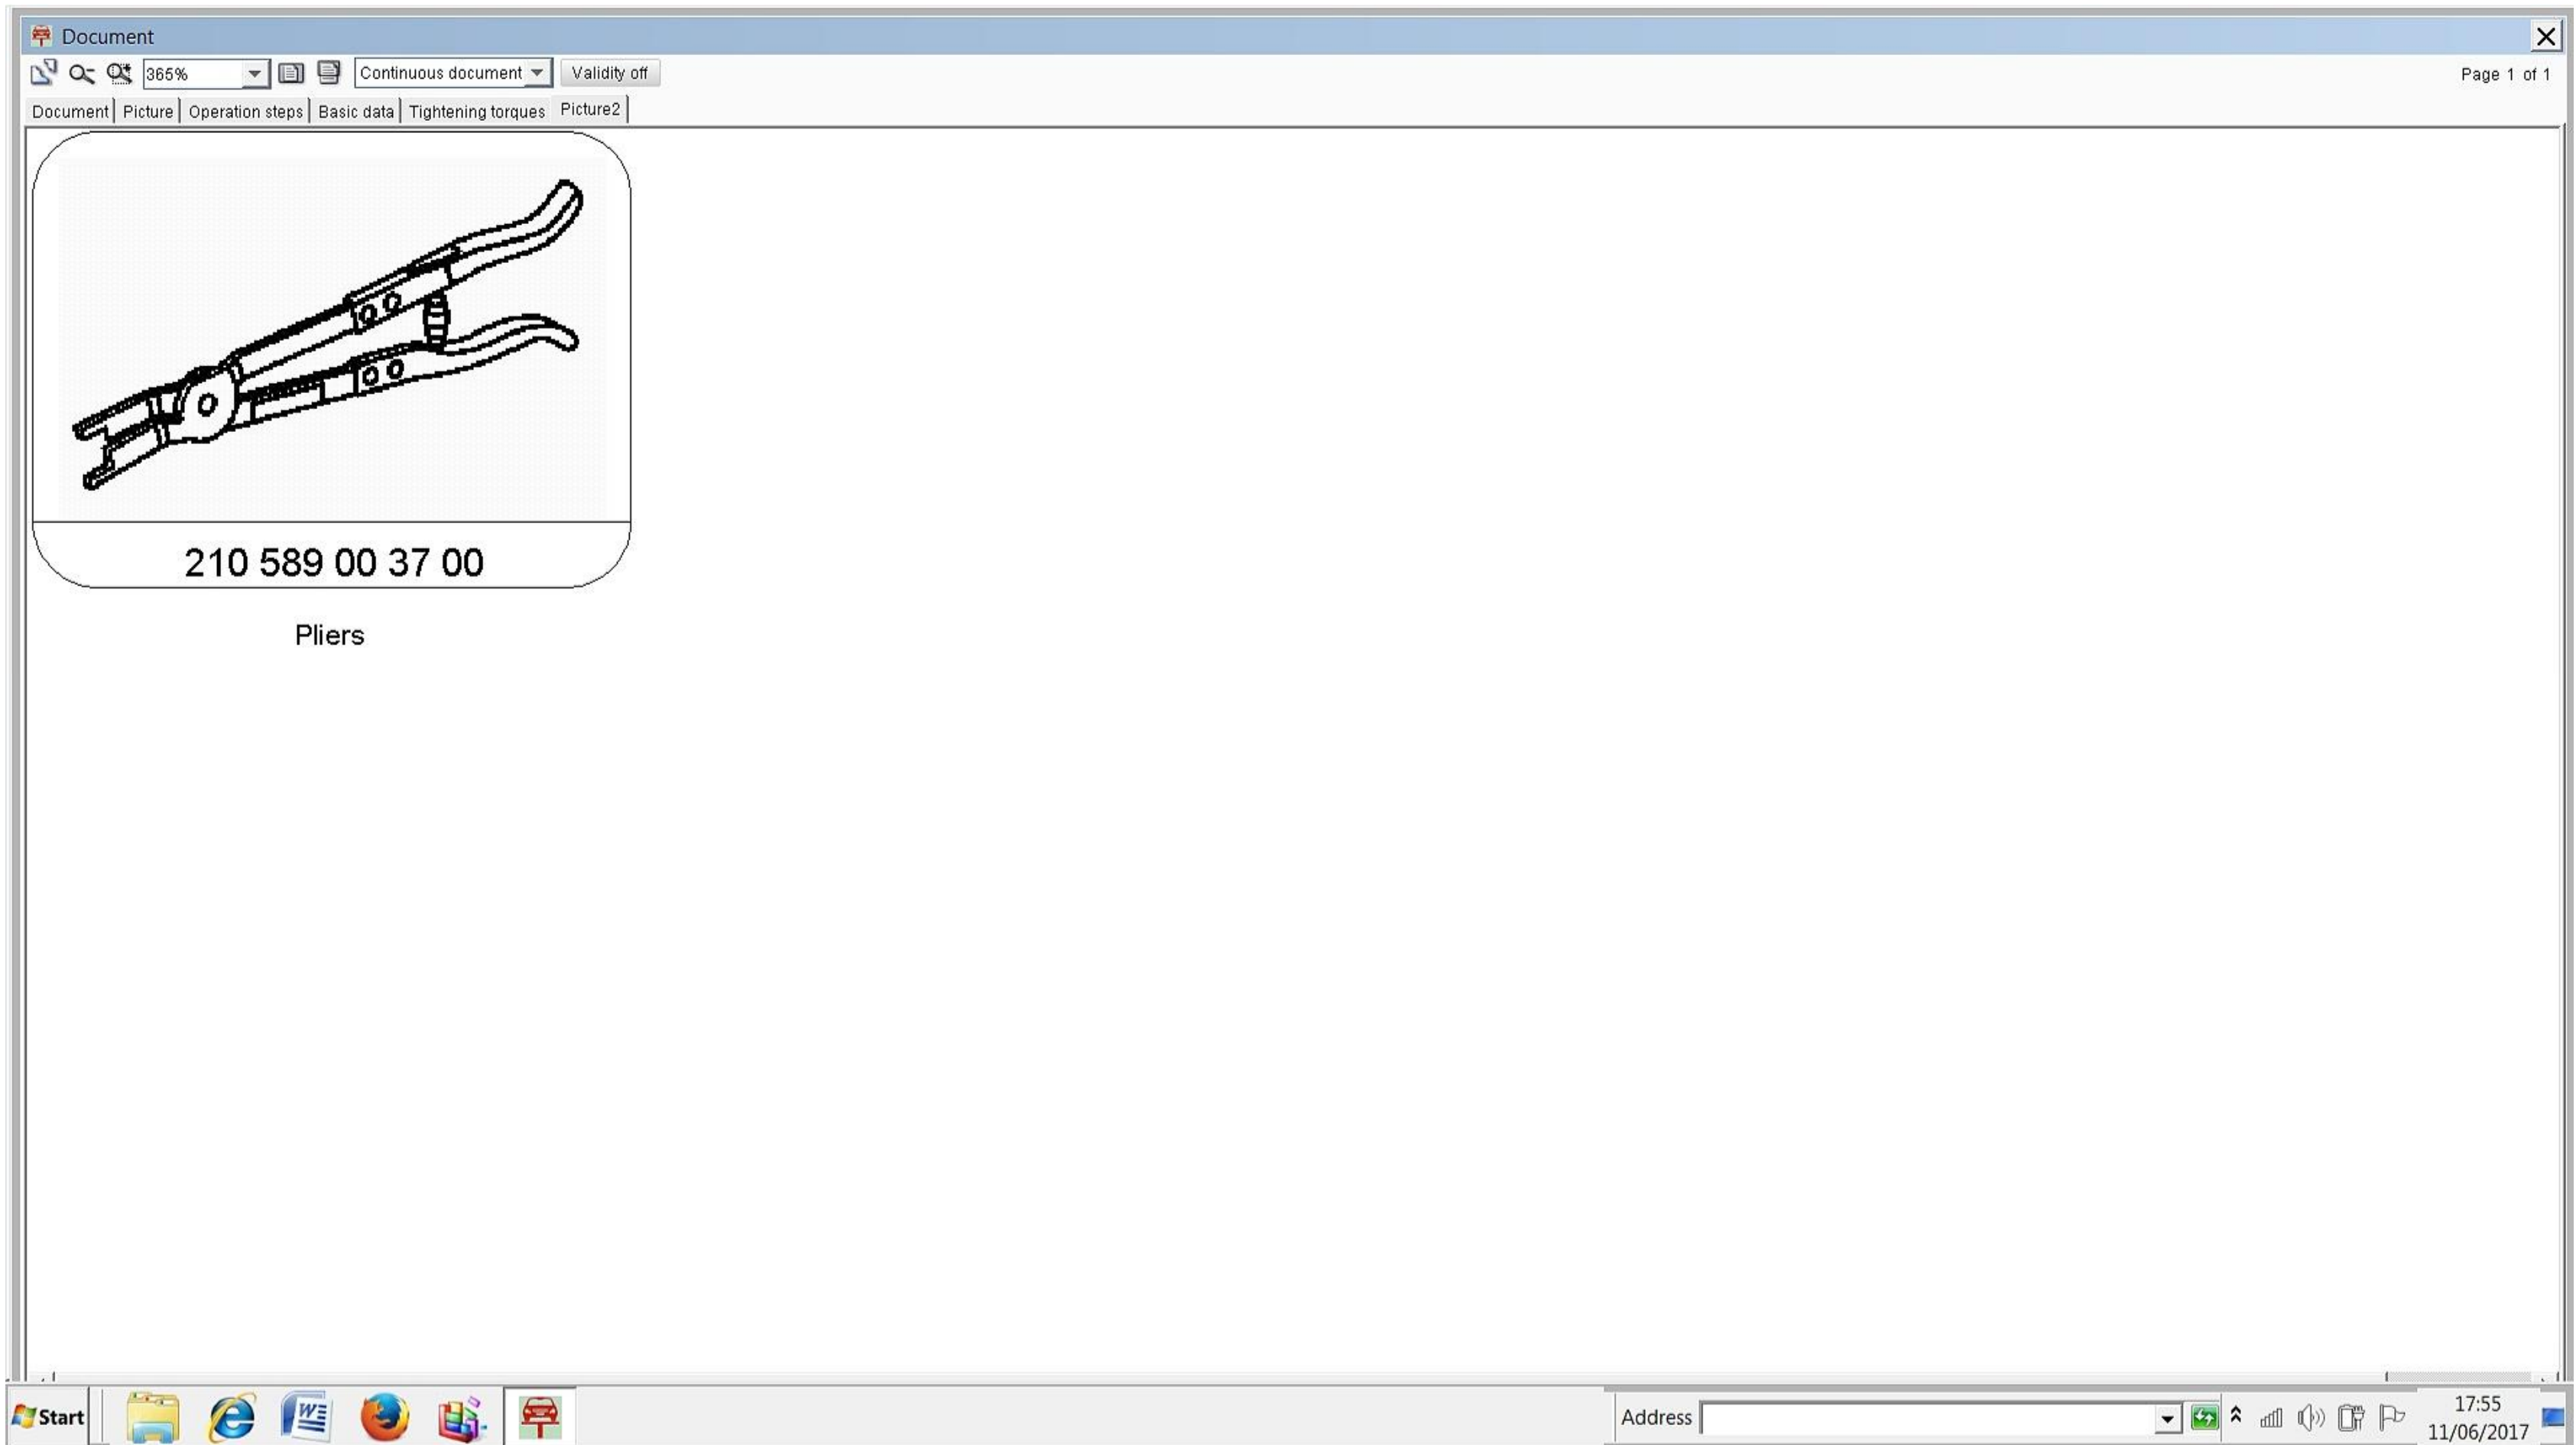 Document
365%
Continuous document
Validity off
Page 1 of 1
Document
Picture
Operation steps
Basic data
Tightening torques
Picture2
210 589 00 37 00
Pliers
Start
Address
17:55
11/06/2017